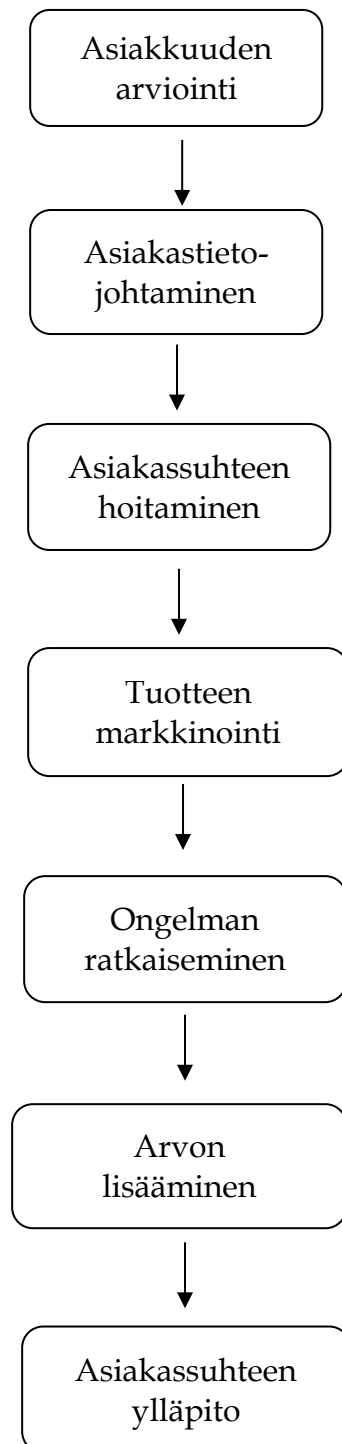 Asiakkuuden
arviointi
Asiakastieto-
johtaminen
Asiakassuhteen
hoitaminen
Tuotteen
markkinointi
Ongelman
ratkaiseminen
Arvon
lisääminen
Asiakassuhteen
ylläpito